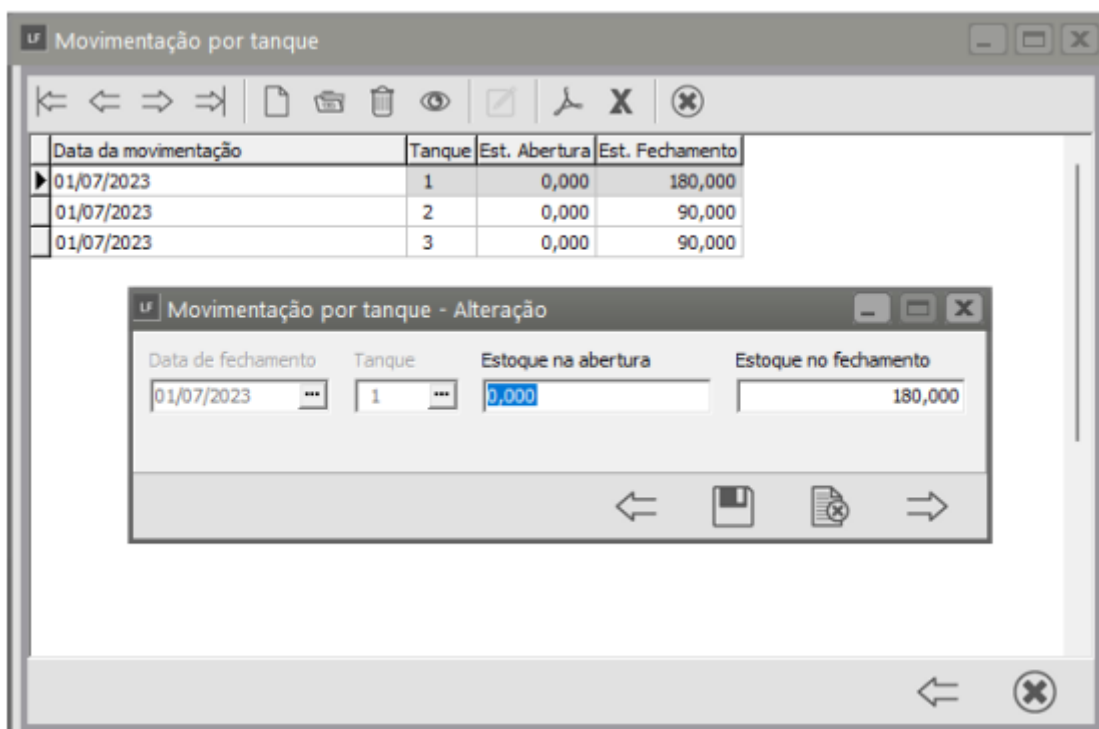 LF Movimentação por tanque
X
Data da movimentação Tanque Est. Abertura Est. Fechamento
01/07/2023 1 0,000 180,000
01/07/2023 2 0,000 90,000
01/07/2023 3 0,000 90,000
LF Movimentação por tanque - Alteração
Data de fechamento Tanque Estoque na abertura Estoque no fechamento
01/07/2023 ... 1 ... 0,000 180,000